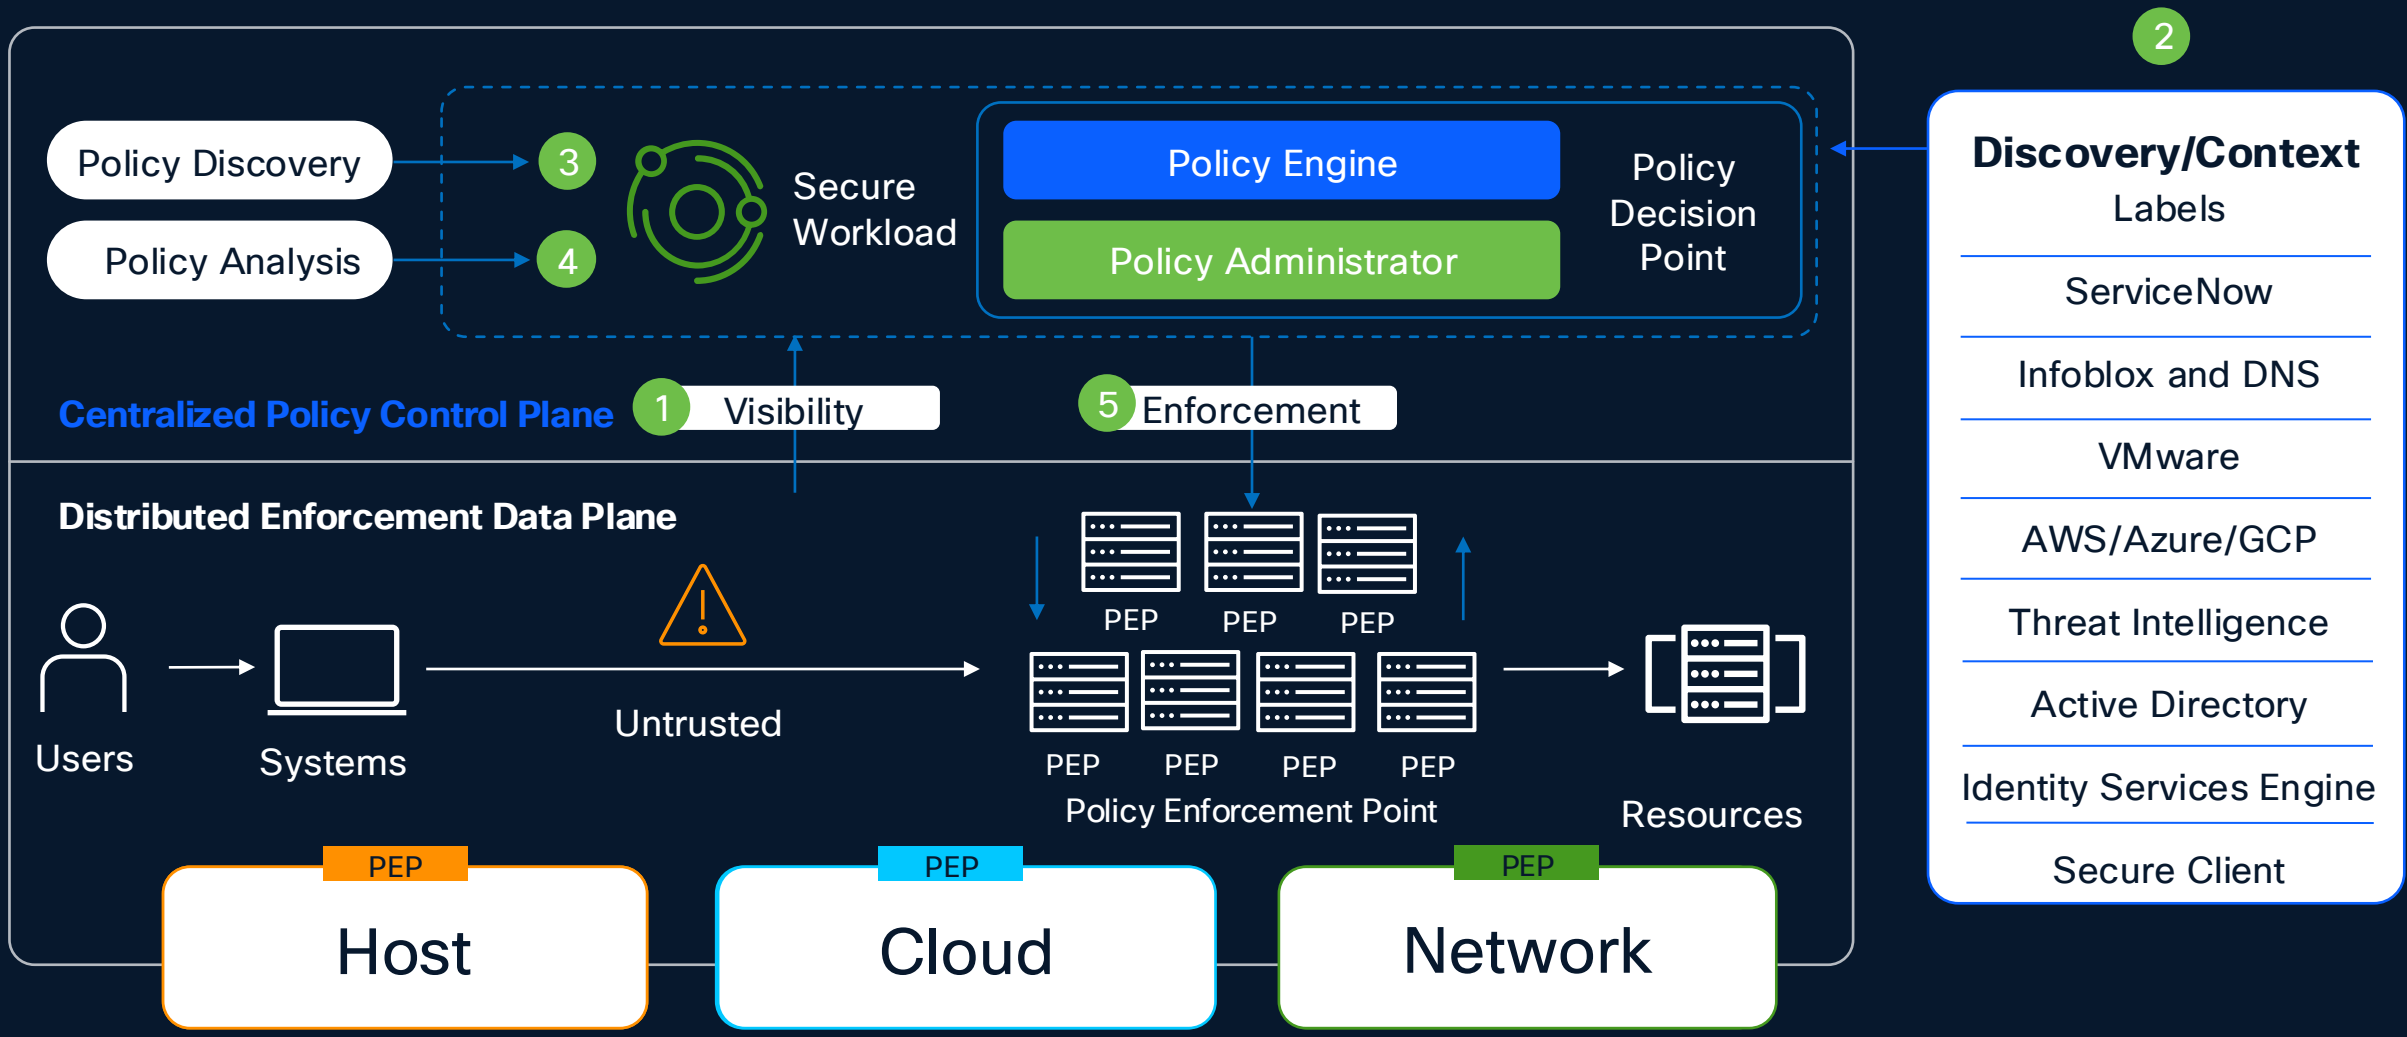 2
Policy Discovery
3
Policy Analysis
4
Secure
Workload
Policy Engine
Policy Administrator
Policy
Decision
Point
Centralized Policy Control Plane
1
Visibility
5
Enforcement
Discovery/Context
Labels
ServiceNow
Infoblox and DNS
VMware
AWS/Azure/GCP
Threat Intelligence
Active Directory
Identity Services Engine
Secure Client
Distributed Enforcement Data Plane
Users
Systems
Untrusted
PEP
PEP
PEP
PEP
PEP
PEP
PEP
Policy Enforcement Point
Resources
PEP
Host
PEP
Cloud
PEP
Network